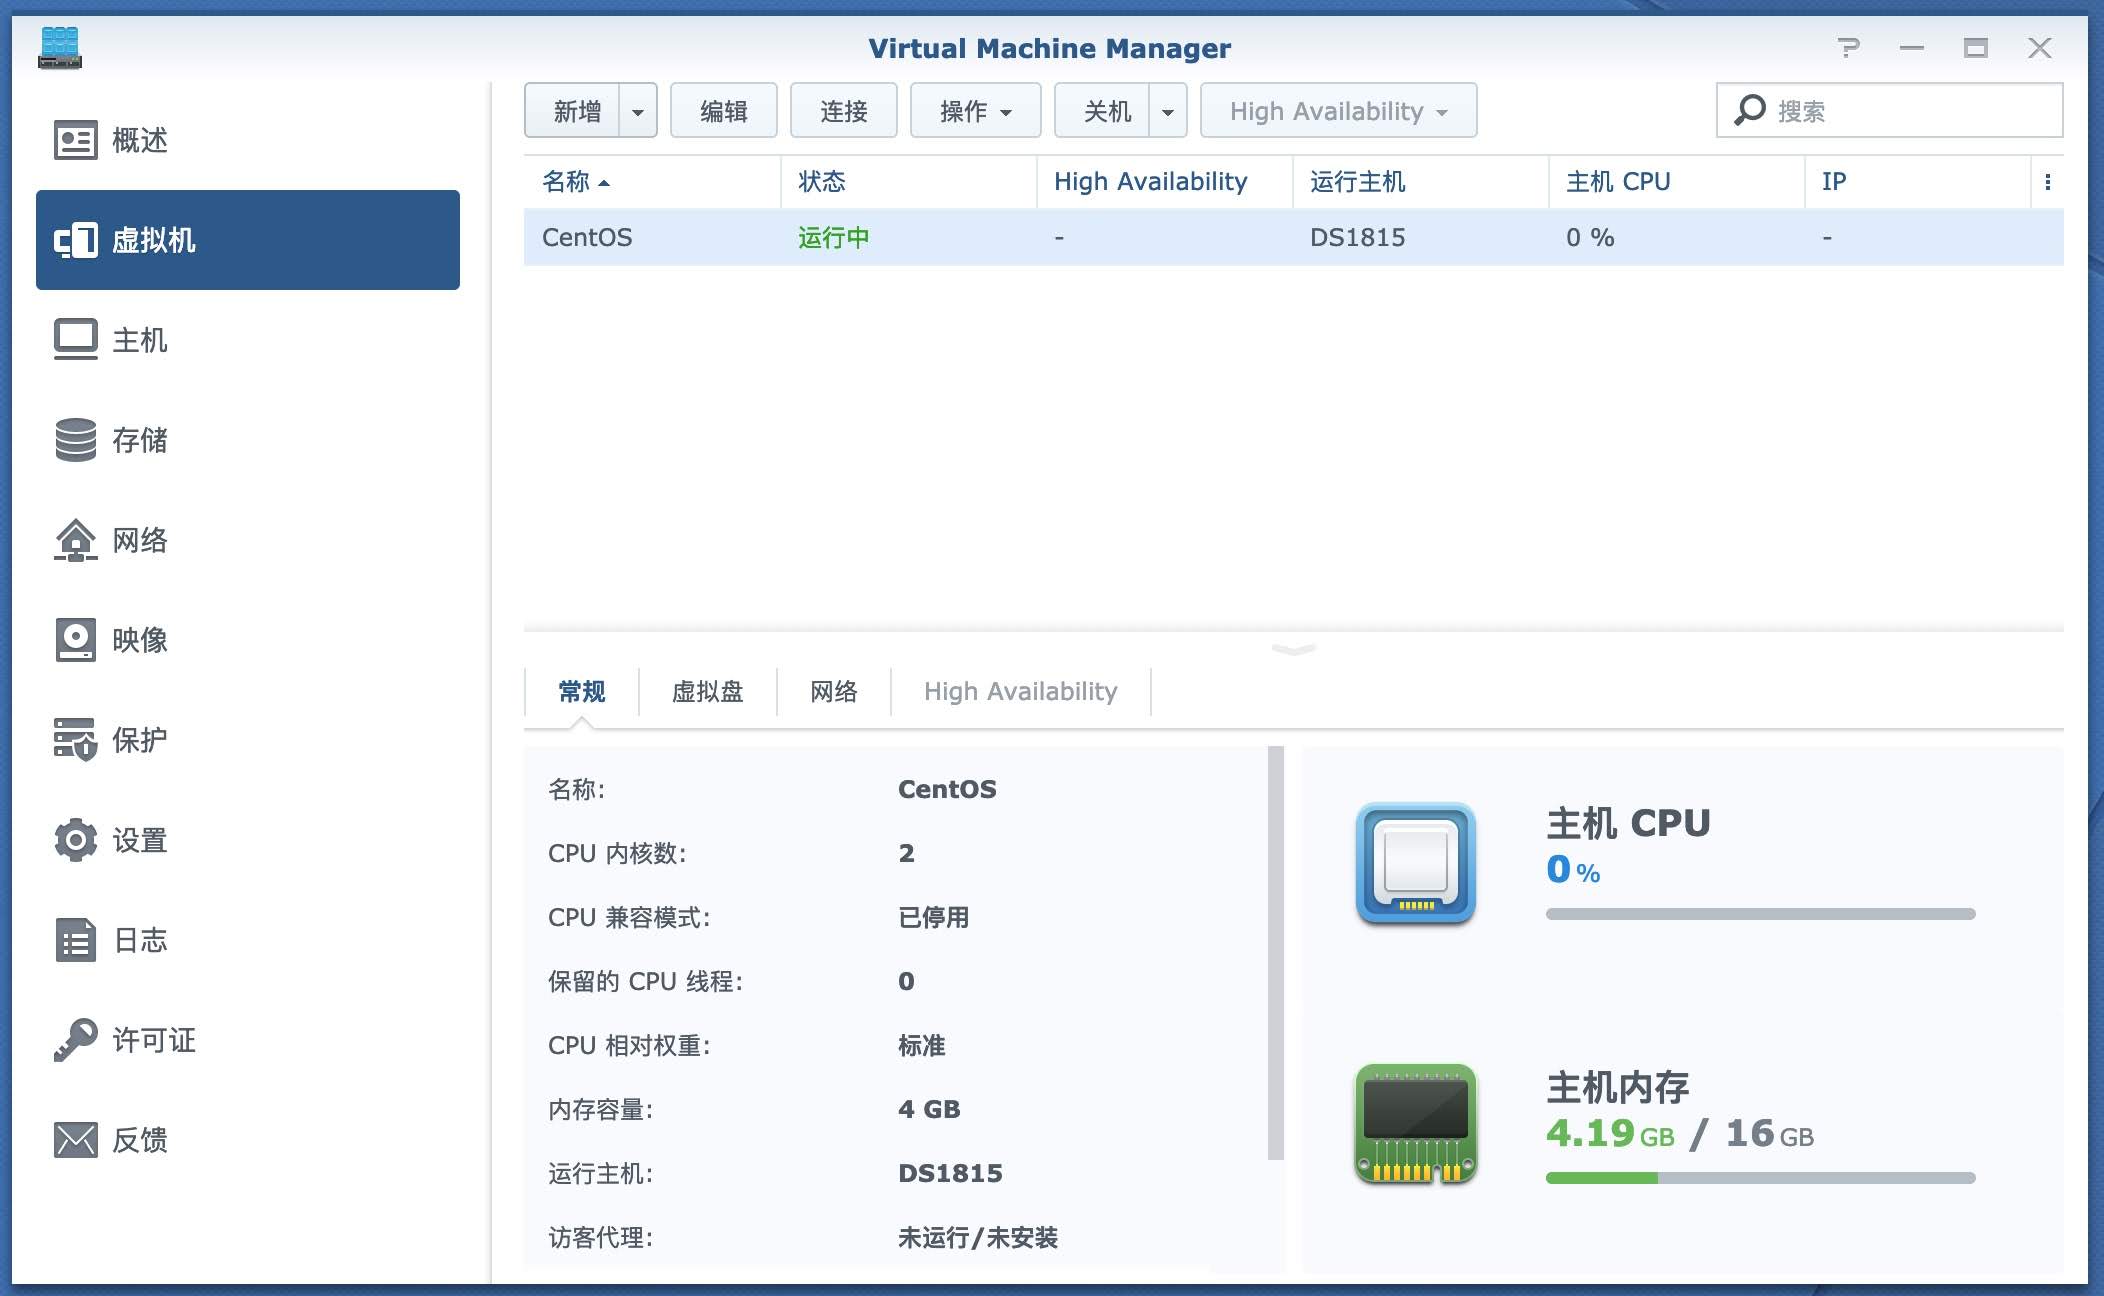 Virtual Machine Manager
概述
虚拟机
主机
存储
网络
映像
保护
设置
日志
许可证
反馈
新增 编辑 连接 操作 关机 High Availability 搜索
名称 状态 High Availability 运行主机 主机 CPU IP
CentOS 运行中 - DS1815 0 % -
常规 虚拟盘 网络 High Availability
名称: CentOS
CPU 内核数: 2
CPU 兼容模式: 已停用
保留的 CPU 线程: 0
CPU 相对权重: 标准
内存容量: 4 GB
运行主机: DS1815
访客代理: 未运行/未安装
主机 CPU
0 %
主机内存
4.19 GB / 16 GB